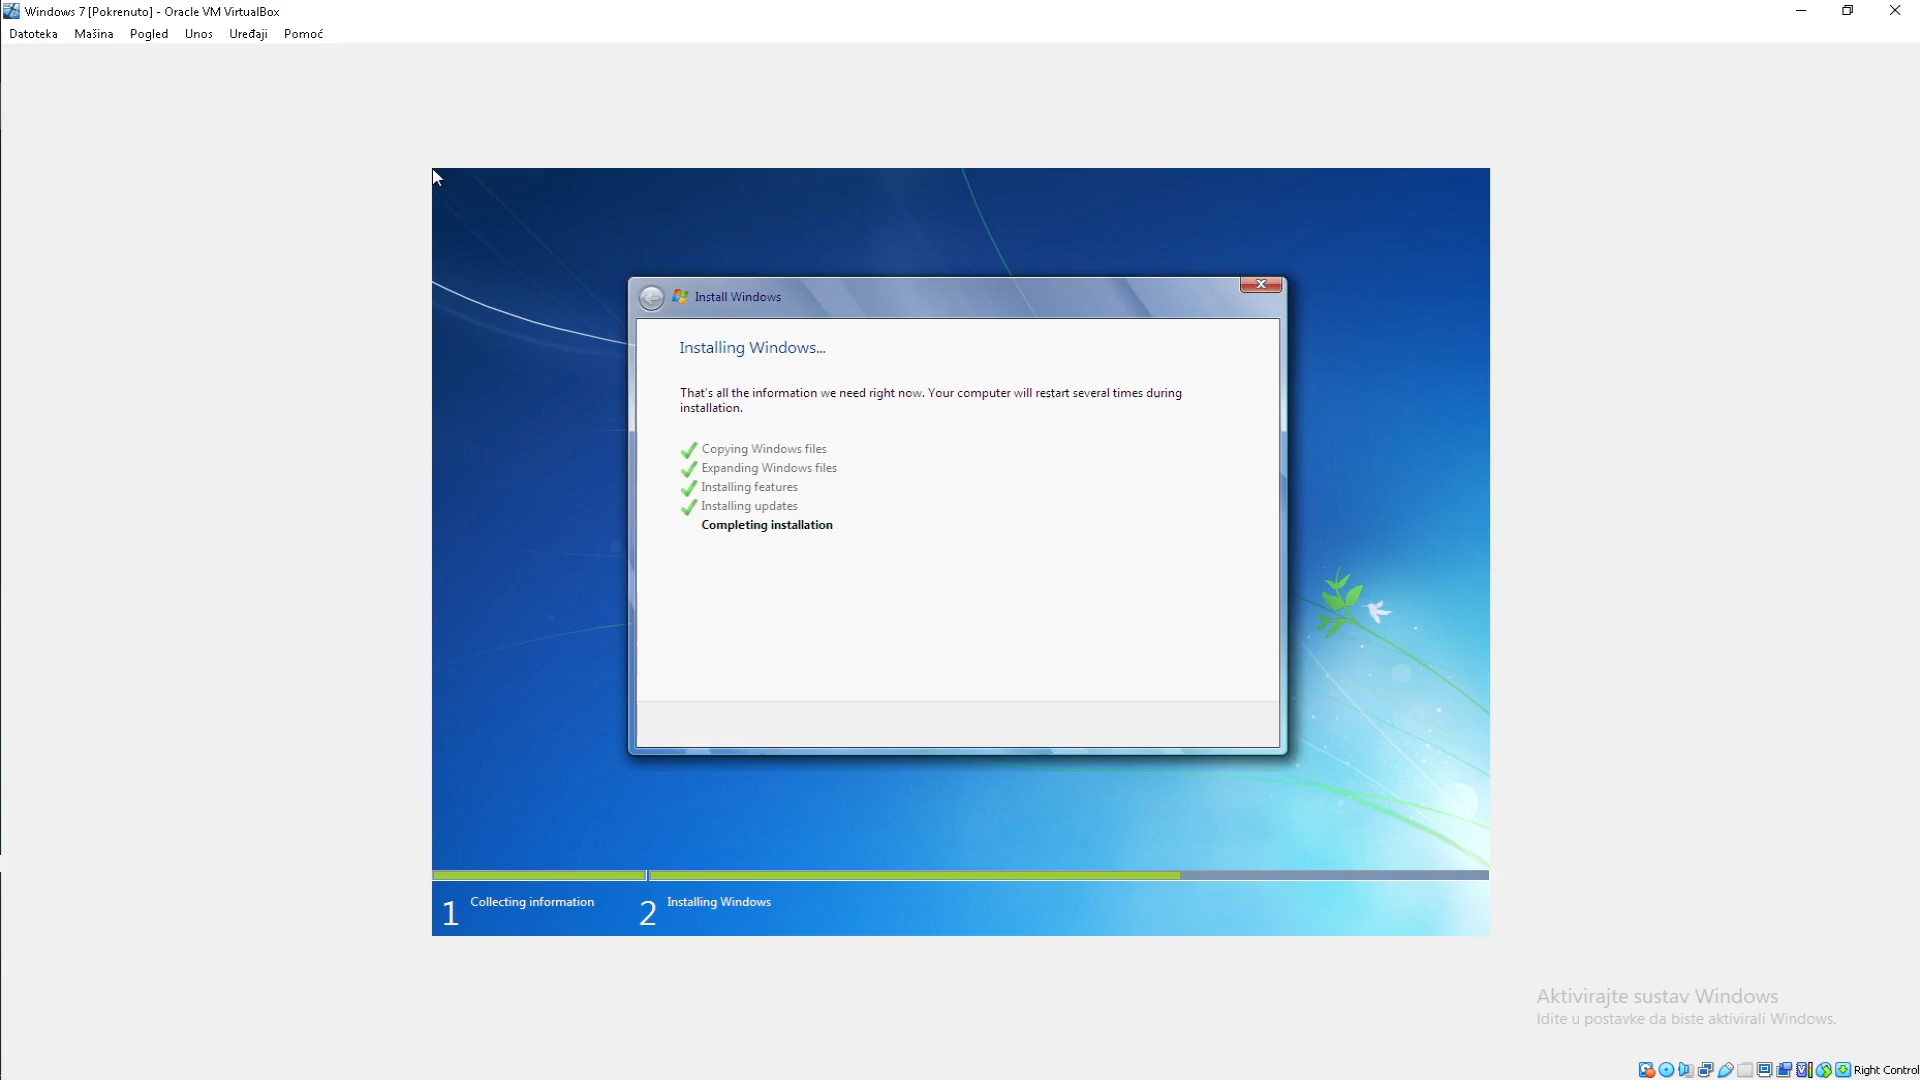 Windows 7 [Pokrenuto] - Oracle VM VirtualBox
Datoteka Mašina Pogled Unos Uređaji Pomoć
Install Windows
Installing Windows...
That's all the information we need right now. Your computer will restart several times during
installation.
Copying Windows files
Expanding Windows files
Installing features
Installing updates
Completing installation
1 Collecting information 2 Installing Windows
Aktivirajte sustav Windows
Idite u postavke da biste aktivirali Windows.
Right Control